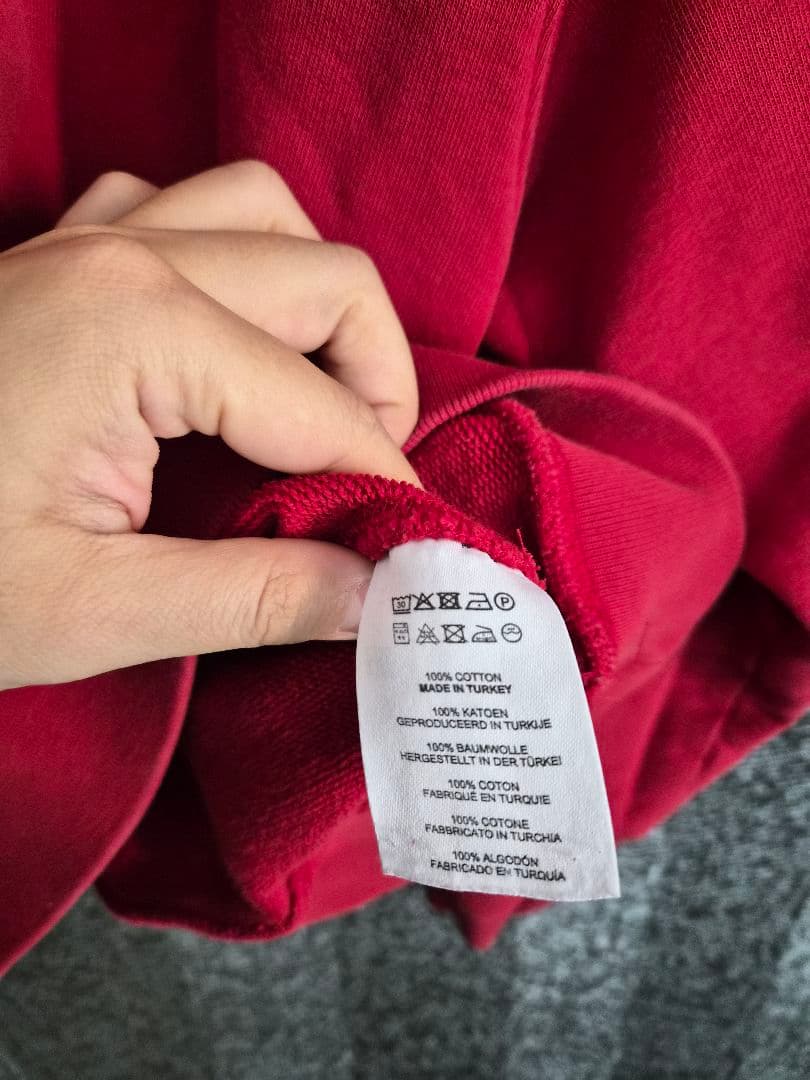 30 P
100% COTTON
MADE IN TURKEY
100% KATOEN
GEPRODUCEERD IN TURKIJE
100% BAUMWOLLE
HERGESTELLT IN DER TÜRKEI
100% COTON
FABRIQUÉ EN TURQUIE
100% COTONE
FABBRICATO IN TURCHIA
100% ALGODÓN
FABRICADO EN TURQUÍA